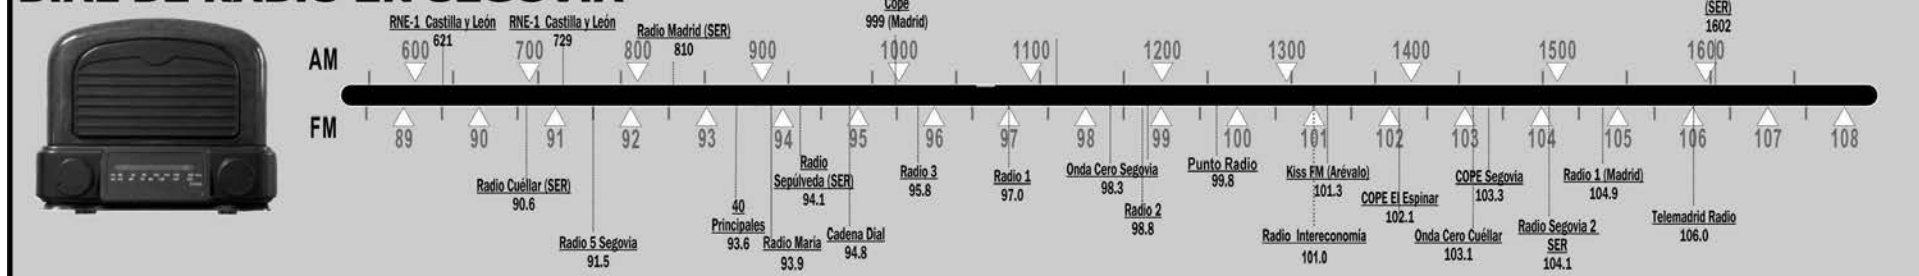 DIAL DE RADIO EN SEGOVIA
RNE-1 Castilla y León
621
RNE-1 Castilla y León
729
Radio Madrid (SER)
810
Cope
999 (Madrid)
(SER)
1602
AM
600 700 800 900 1000 1100 1200 1300 1400 1500 1600
FM
89 90 91 92 93 94 95 96 97 98 99 100 101 102 103 104 105 106 107 108
Radio Cuéllar (SER)
90.6
Radio 5 Segovia
91.5
40
Principales
93.6
Radio María
93.9
Radio
Sepúlveda (SER)
94.1
Cadena Dial
94.8
Radio 3
95.8
Radio 1
97.0
Onda Cero Segovia
98.3
Radio 2
98.8
Punto Radio
99.8
Radio Intereconomía
101.0
Kiss FM (Arévalo)
101.3
COPE El Espinar
102.1
Onda Cero Cuéllar
103.1
COPE Segovia
103.3
Radio Segovia 2
SER
104.1
Radio 1 (Madrid)
104.9
Telemadrid Radio
106.0